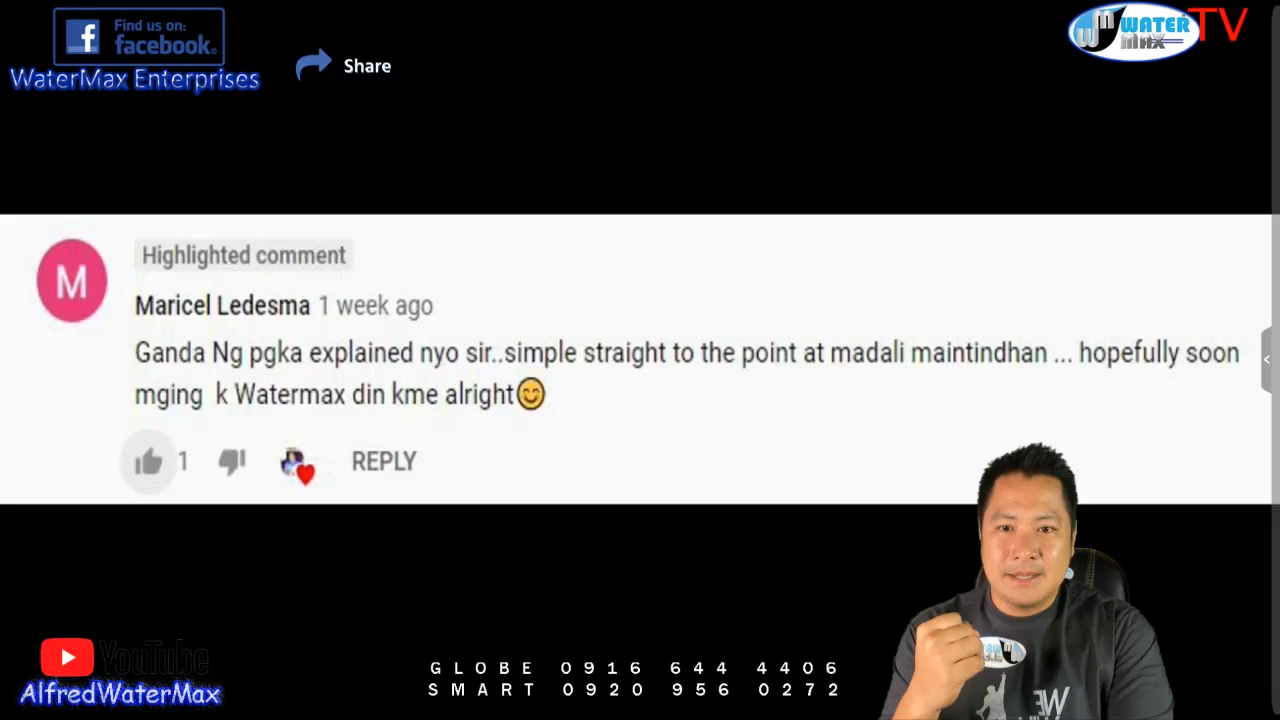 Find us on:
facebook
WaterMax Enterprises
Share
WATER TV
MAX
Highlighted comment
M
Maricel Ledesma 1 week ago
Ganda Ng pgka explained nyo sir..simple straight to the point at madali maintindhan ... hopefully soon
mging k Watermax din kme alright😊
1 REPLY
YouTube
AlfredWaterMax
GLOBE 0916 644 4406
SMART 0920 956 0272